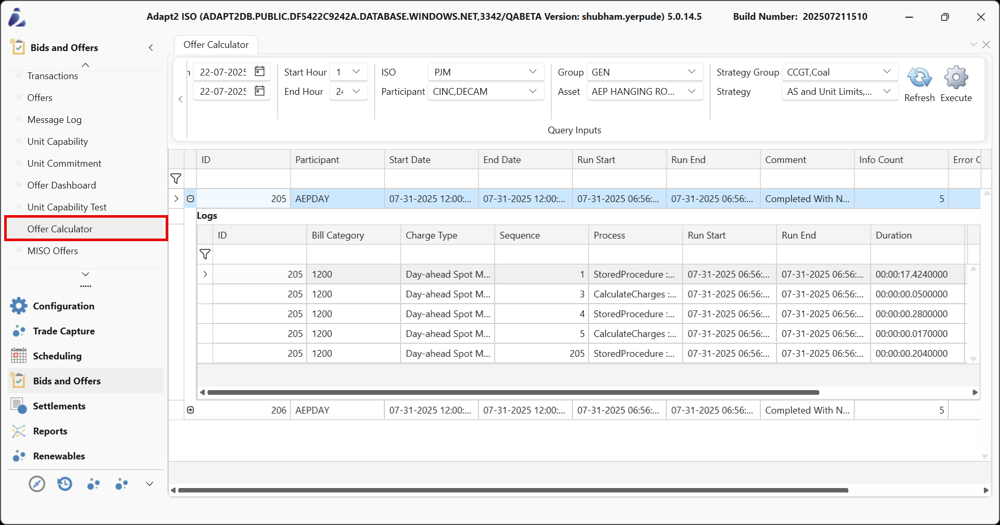 Adapt2 ISO (ADAPT2DB.PUBLIC.DF5422C9242A.DATABASE.WINDOWS.NET,3342/QABETA Version: shubham.yerpude) 5.0.14.5 Build Number: 202507211510
Bids and Offers
Transactions
Offers
Message Log
Unit Capability
Unit Commitment
Offer Dashboard
Unit Capability Test
Offer Calculator
MISO Offers
Configuration
Trade Capture
Scheduling
Bids and Offers
Settlements
Reports
Renewables
Offer Calculator
22-07-2025 Start Hour 1 ISO PJM Group GEN Strategy Group CCGT,Coal
22-07-2025 End Hour 24 Participant CINC,DECAM Asset AEP HANGING RO... Strategy AS and Unit Limits,...
Refresh Execute
Query Inputs
ID Participant Start Date End Date Run Start Run End Comment Info Count Error C
205 AEPDAY 07-31-2025 12:00:... 07-31-2025 12:00:... 07-31-2025 06:56:... 07-31-2025 06:56:... Completed With N... 5
Logs
ID Bill Category Charge Type Sequence Process Run Start Run End Duration
205 1200 Day-ahead Spot M... 1 StoredProcedure :... 07-31-2025 06:56:... 07-31-2025 06:56:... 00:00:17.4240000
205 1200 Day-ahead Spot M... 3 CalculateCharges :... 07-31-2025 06:56:... 07-31-2025 06:56:... 00:00:00.0500000
205 1200 Day-ahead Spot M... 4 StoredProcedure :... 07-31-2025 06:56:... 07-31-2025 06:56:... 00:00:00.2800000
205 1200 Day-ahead Spot M... 5 CalculateCharges :... 07-31-2025 06:56:... 07-31-2025 06:56:... 00:00:00.0170000
205 1200 Day-ahead Spot M... 205 StoredProcedure :... 07-31-2025 06:56:... 07-31-2025 06:56:... 00:00:00.2040000
206 AEPDAY 07-31-2025 12:00:... 07-31-2025 12:00:... 07-31-2025 06:56:... 07-31-2025 06:56:... Completed With N... 5